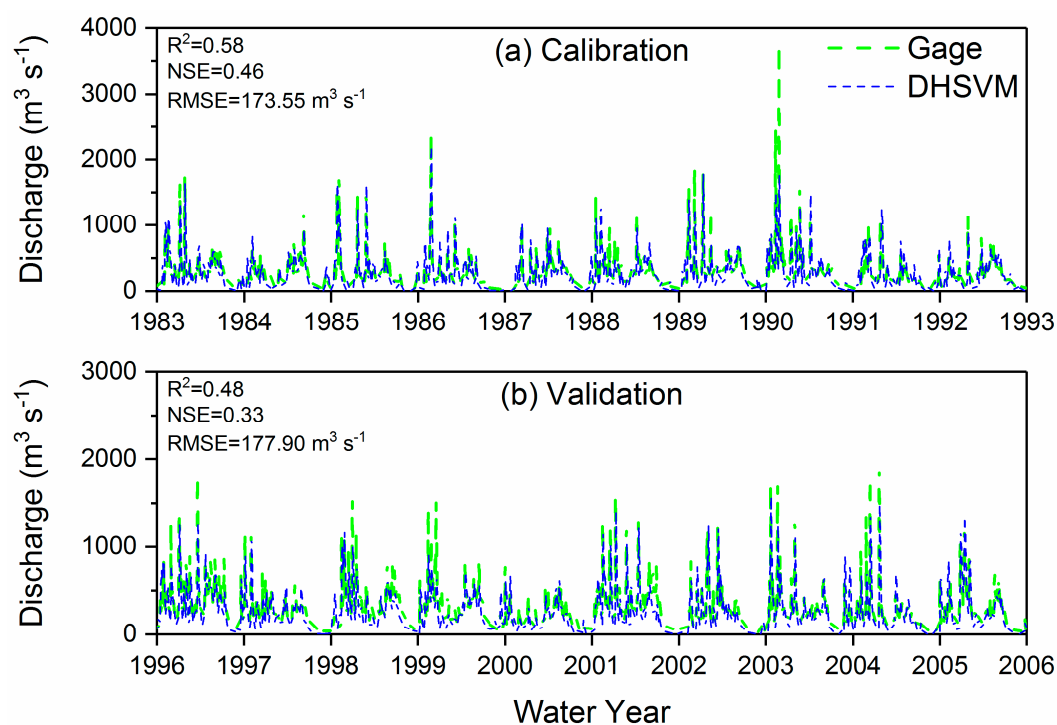 4000
3000
2000
1000
0
Discharge (m³ s⁻¹)
R²=0.58
NSE=0.46
RMSE=173.55 m³ s⁻¹
(a) Calibration
Gage
DHSVM
1983 1984 1985 1986 1987 1988 1989 1990 1991 1992 1993
3000
2000
1000
0
Discharge (m³ s⁻¹)
R²=0.48
NSE=0.33
RMSE=177.90 m³ s⁻¹
(b) Validation
1996 1997 1998 1999 2000 2001 2002 2003 2004 2005 2006
Water Year